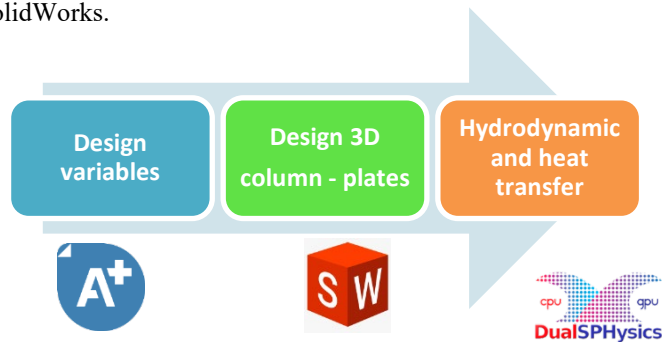 olidWorks.
Design
variables
Design 3D
column - plates
Hydrodynamic
and heat
transfer
A+
S W
cpu gpu
DualSPHysics